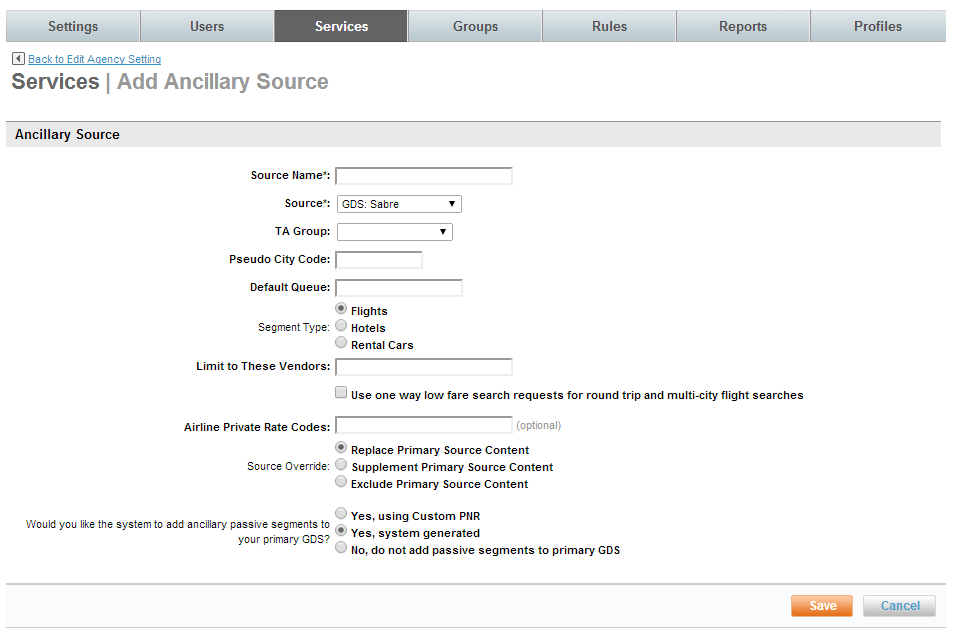 Settings Users Services Groups Rules Reports Profiles
Back to Edit Agency Setting
Services | Add Ancillary Source
Ancillary Source
Source Name*:
Source*: GDS: Sabre
TA Group:
Pseudo City Code:
Default Queue:
Flights
Segment Type: Hotels
Rental Cars
Limit to These Vendors:
Use one way low fare search requests for round trip and multi-city flight searches
Airline Private Rate Codes: (optional)
Replace Primary Source Content
Source Override: Supplement Primary Source Content
Exclude Primary Source Content
Yes, using Custom PNR
Would you like the system to add ancillary passive segments to Yes, system generated
your primary GDS?
No, do not add passive segments to primary GDS
Save Cancel